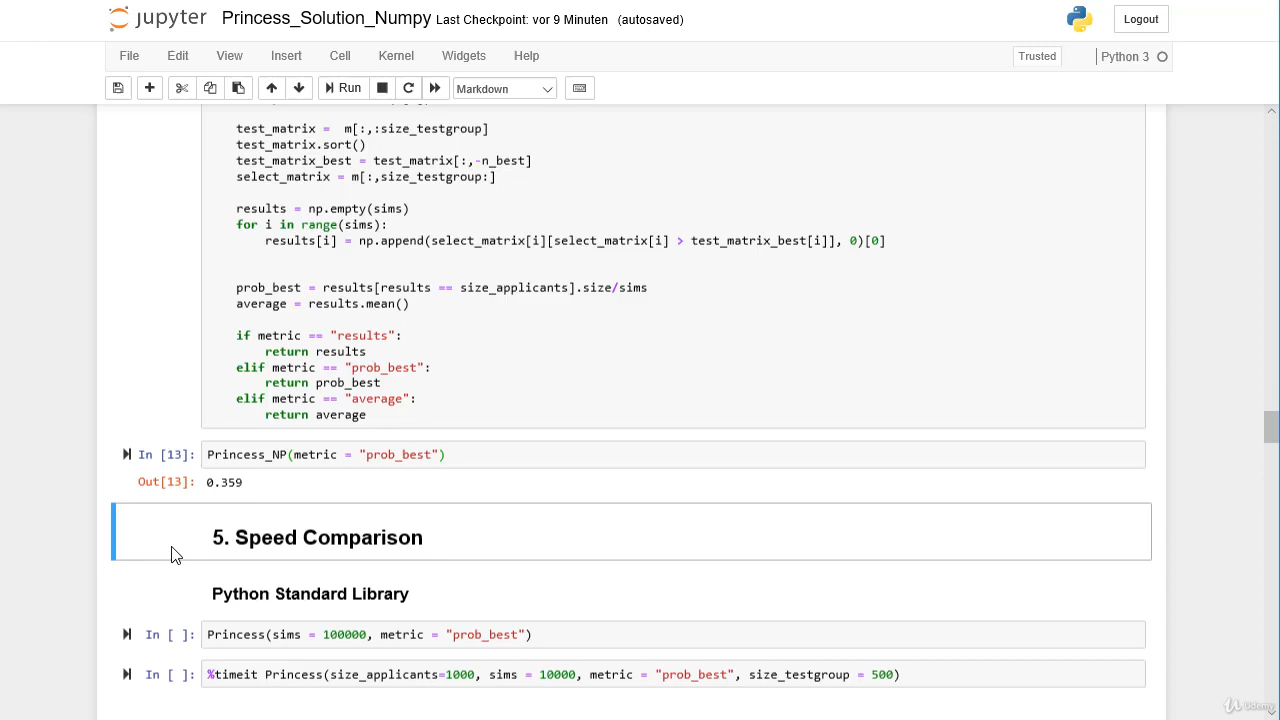 jupyter Princess_Solution_Numpy Last Checkpoint: vor 9 Minuten (autosaved)
Logout
File Edit View Insert Cell Kernel Widgets Help
Trusted Python 3
Run Markdown
test_matrix =  m[:,:size_testgroup]
test_matrix.sort()
test_matrix_best = test_matrix[:,-n_best]
select_matrix = m[:,size_testgroup:]
results = np.empty(sims)
for i in range(sims):
results[i] = np.append(select_matrix[i][select_matrix[i] > test_matrix_best[i]], 0)[0]
prob_best = results[results == size_applicants].size/sims
average = results.mean()
if metric == "results":
return results
elif metric == "prob_best":
return prob_best
elif metric == "average":
return average
In [13]: Princess_NP(metric = "prob_best")
Out[13]: 0.359
5. Speed Comparison
Python Standard Library
In [ ]: Princess(sims = 100000, metric = "prob_best")
In [ ]: %timeit Princess(size_applicants=1000, sims = 10000, metric = "prob_best", size_testgroup = 500)
Udemy